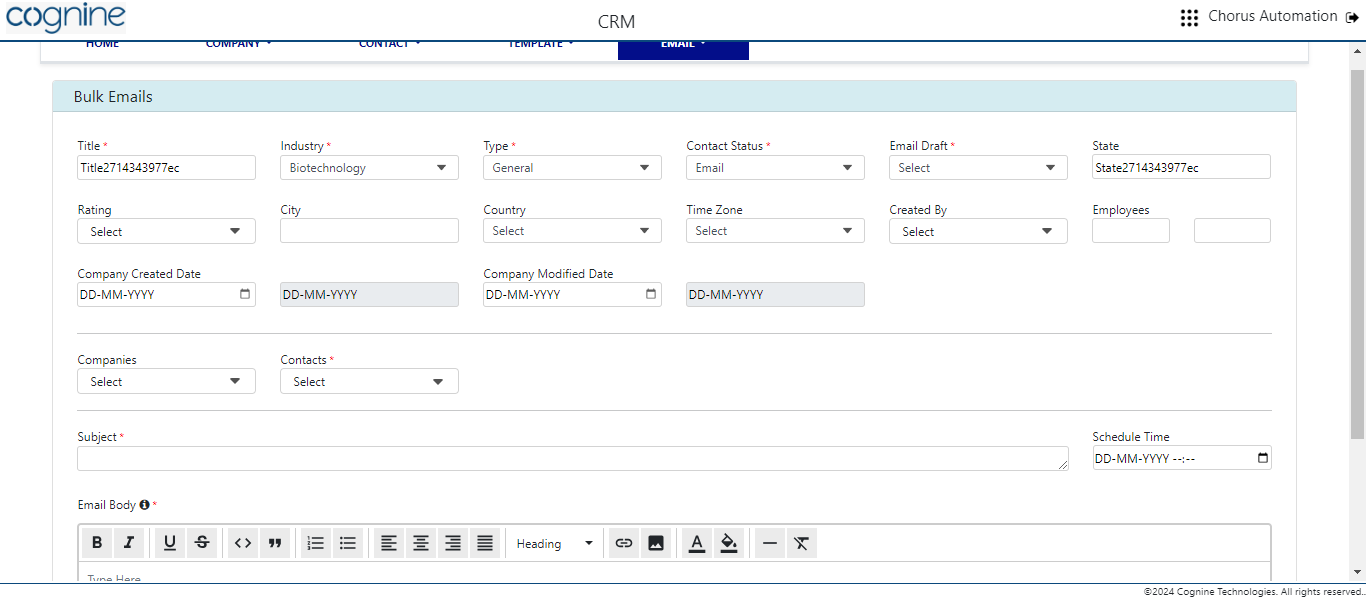 cognine
CRM
Chorus Automation
HOME COMPANY CONTACT TEMPLATE EMAIL
Bulk Emails
Title * Industry * Type * Contact Status * Email Draft * State
Title2714343977ec Biotechnology General Email Select State2714343977ec
Rating City Country Time Zone Created By Employees
Select Select Select Select
Company Created Date Company Modified Date
DD-MM-YYYY DD-MM-YYYY DD-MM-YYYY DD-MM-YYYY
Companies Contacts *
Select Select
Subject * Schedule Time
DD-MM-YYYY --:--
Email Body *
B I U S Heading A
Type Here
©2024 Cognine Technologies. All rights reserved.